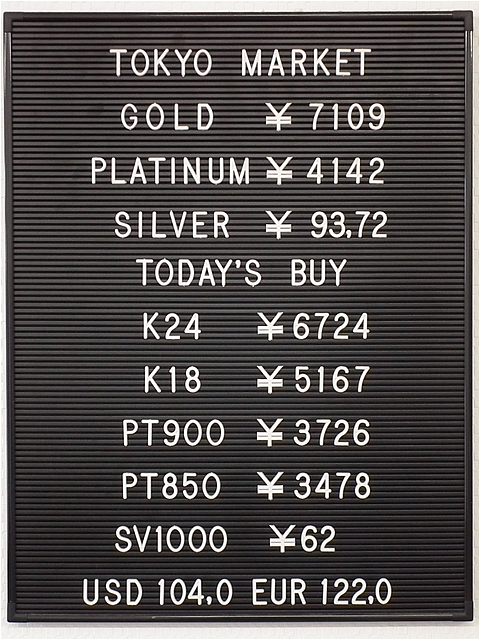 TOKYO MARKET
GOLD ¥ 7109
PLATINUM ¥ 4142
SILVER ¥ 93.72
TODAY'S BUY
K24 ¥6724
K18 ¥5167
PT900 ¥3726
PT850 ¥3478
SV1000 ¥62
USD 104.0 EUR 122.0